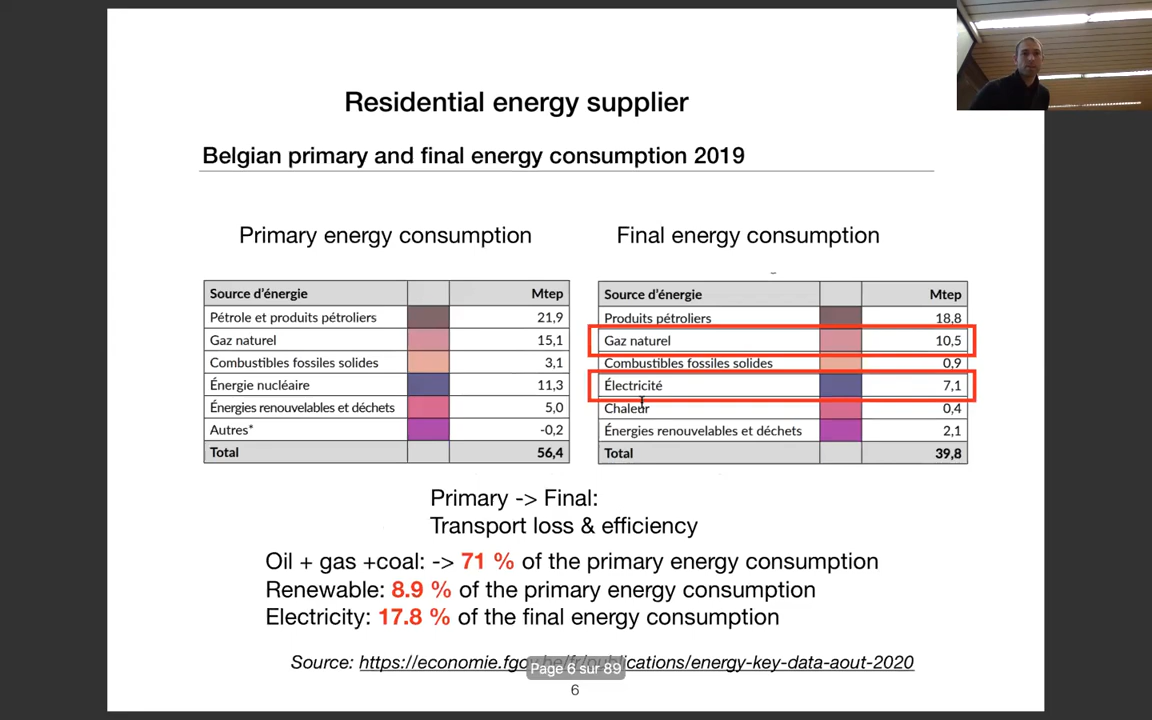 Residential energy supplier
Belgian primary and final energy consumption 2019
Primary energy consumption
Source d'énergie Mtep
Pétrole et produits pétroliers 21,9
Gaz naturel 15,1
Combustibles fossiles solides 3,1
Énergie nucléaire 11,3
Énergies renouvelables et déchets 5,0
Autres* -0,2
Total 56,4
Final energy consumption
Source d'énergie Mtep
Produits pétroliers 18,8
Gaz naturel 10,5
Combustibles fossiles solides 0,9
Électricité 7,1
Chaleur 0,4
Énergies renouvelables et déchets 2,1
Total 39,8
Primary -> Final:
Transport loss & efficiency
Oil + gas +coal: -> 71 % of the primary energy consumption
Renewable: 8.9 % of the primary energy consumption
Electricity: 17.8 % of the final energy consumption
Source: https://economie.fgov.be/fr/publications/energy-key-data-aout-2020
Page 6 sur 89
6